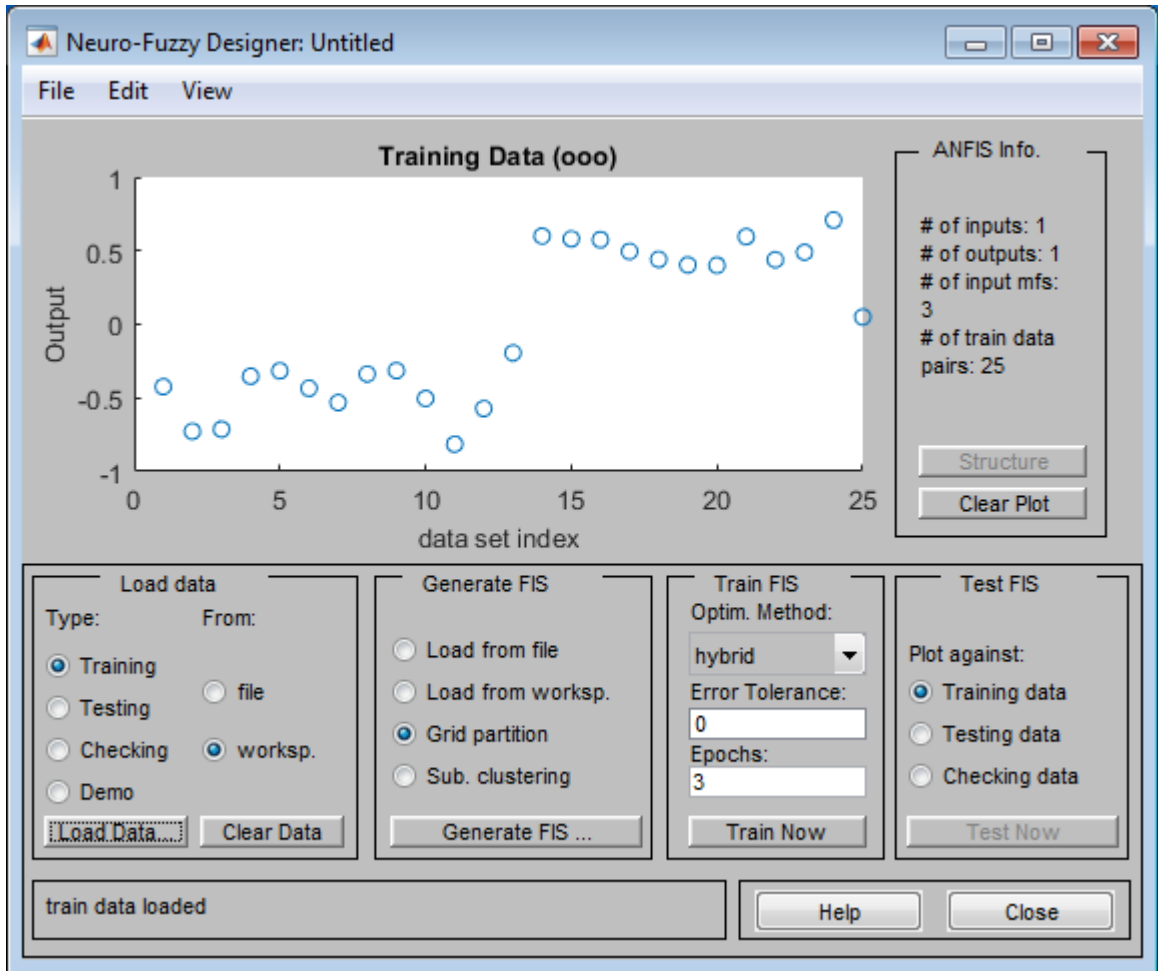 Neuro-Fuzzy Designer: Untitled
File Edit View
Training Data (ooo)
1
0.5
0
-0.5
-1
Output
0 5 10 15 20 25
data set index
ANFIS Info.
# of inputs: 1
# of outputs: 1
# of input mfs:
3
# of train data
pairs: 25
Structure
Clear Plot
Load data
Type: From:
Training
Testing
Checking
Demo
file
worksp.
Load Data... Clear Data
Generate FIS
Load from file
Load from worksp.
Grid partition
Sub. clustering
Generate FIS ...
Train FIS
Optim. Method:
hybrid
Error Tolerance:
0
Epochs:
3
Train Now
Test FIS
Plot against:
Training data
Testing data
Checking data
Test Now
train data loaded
Help Close